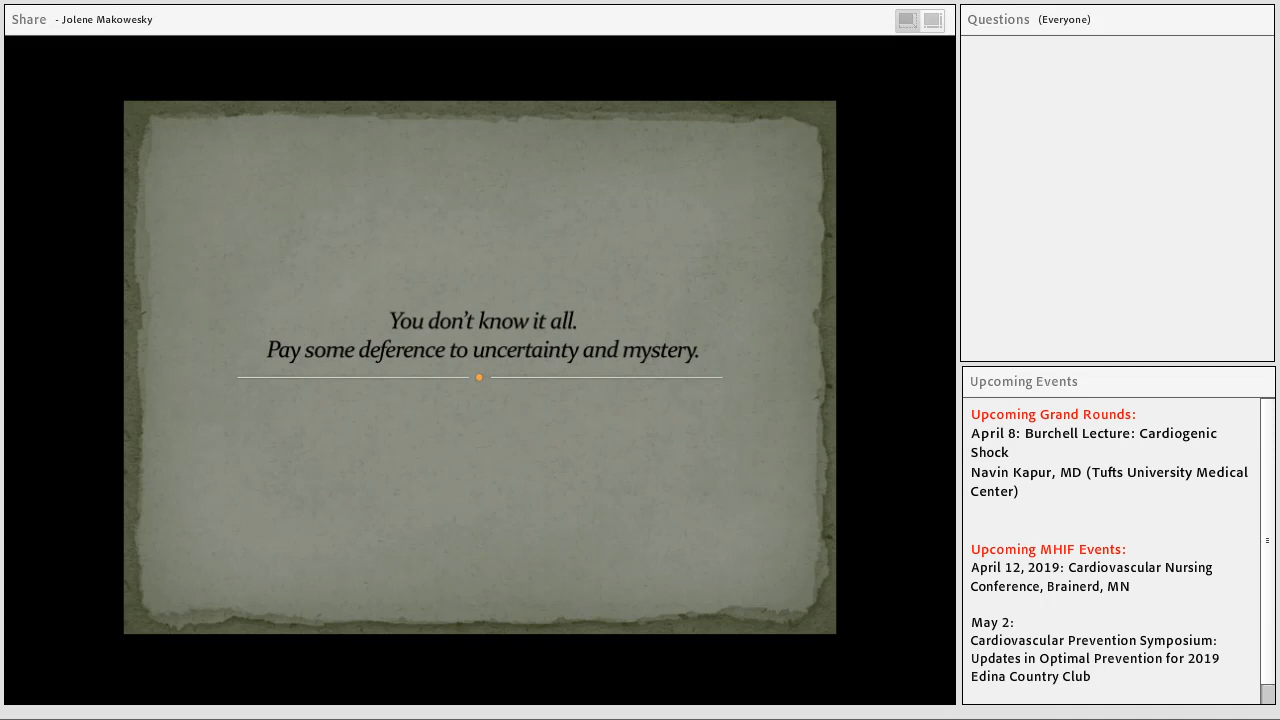 Share - Jolene Makowesky
You don't know it all.
Pay some deference to uncertainty and mystery.
Questions (Everyone)
Upcoming Events
Upcoming Grand Rounds:
April 8: Burchell Lecture: Cardiogenic
Shock
Navin Kapur, MD (Tufts University Medical
Center)
Upcoming MHIF Events:
April 12, 2019: Cardiovascular Nursing
Conference, Brainerd, MN
May 2:
Cardiovascular Prevention Symposium:
Updates in Optimal Prevention for 2019
Edina Country Club